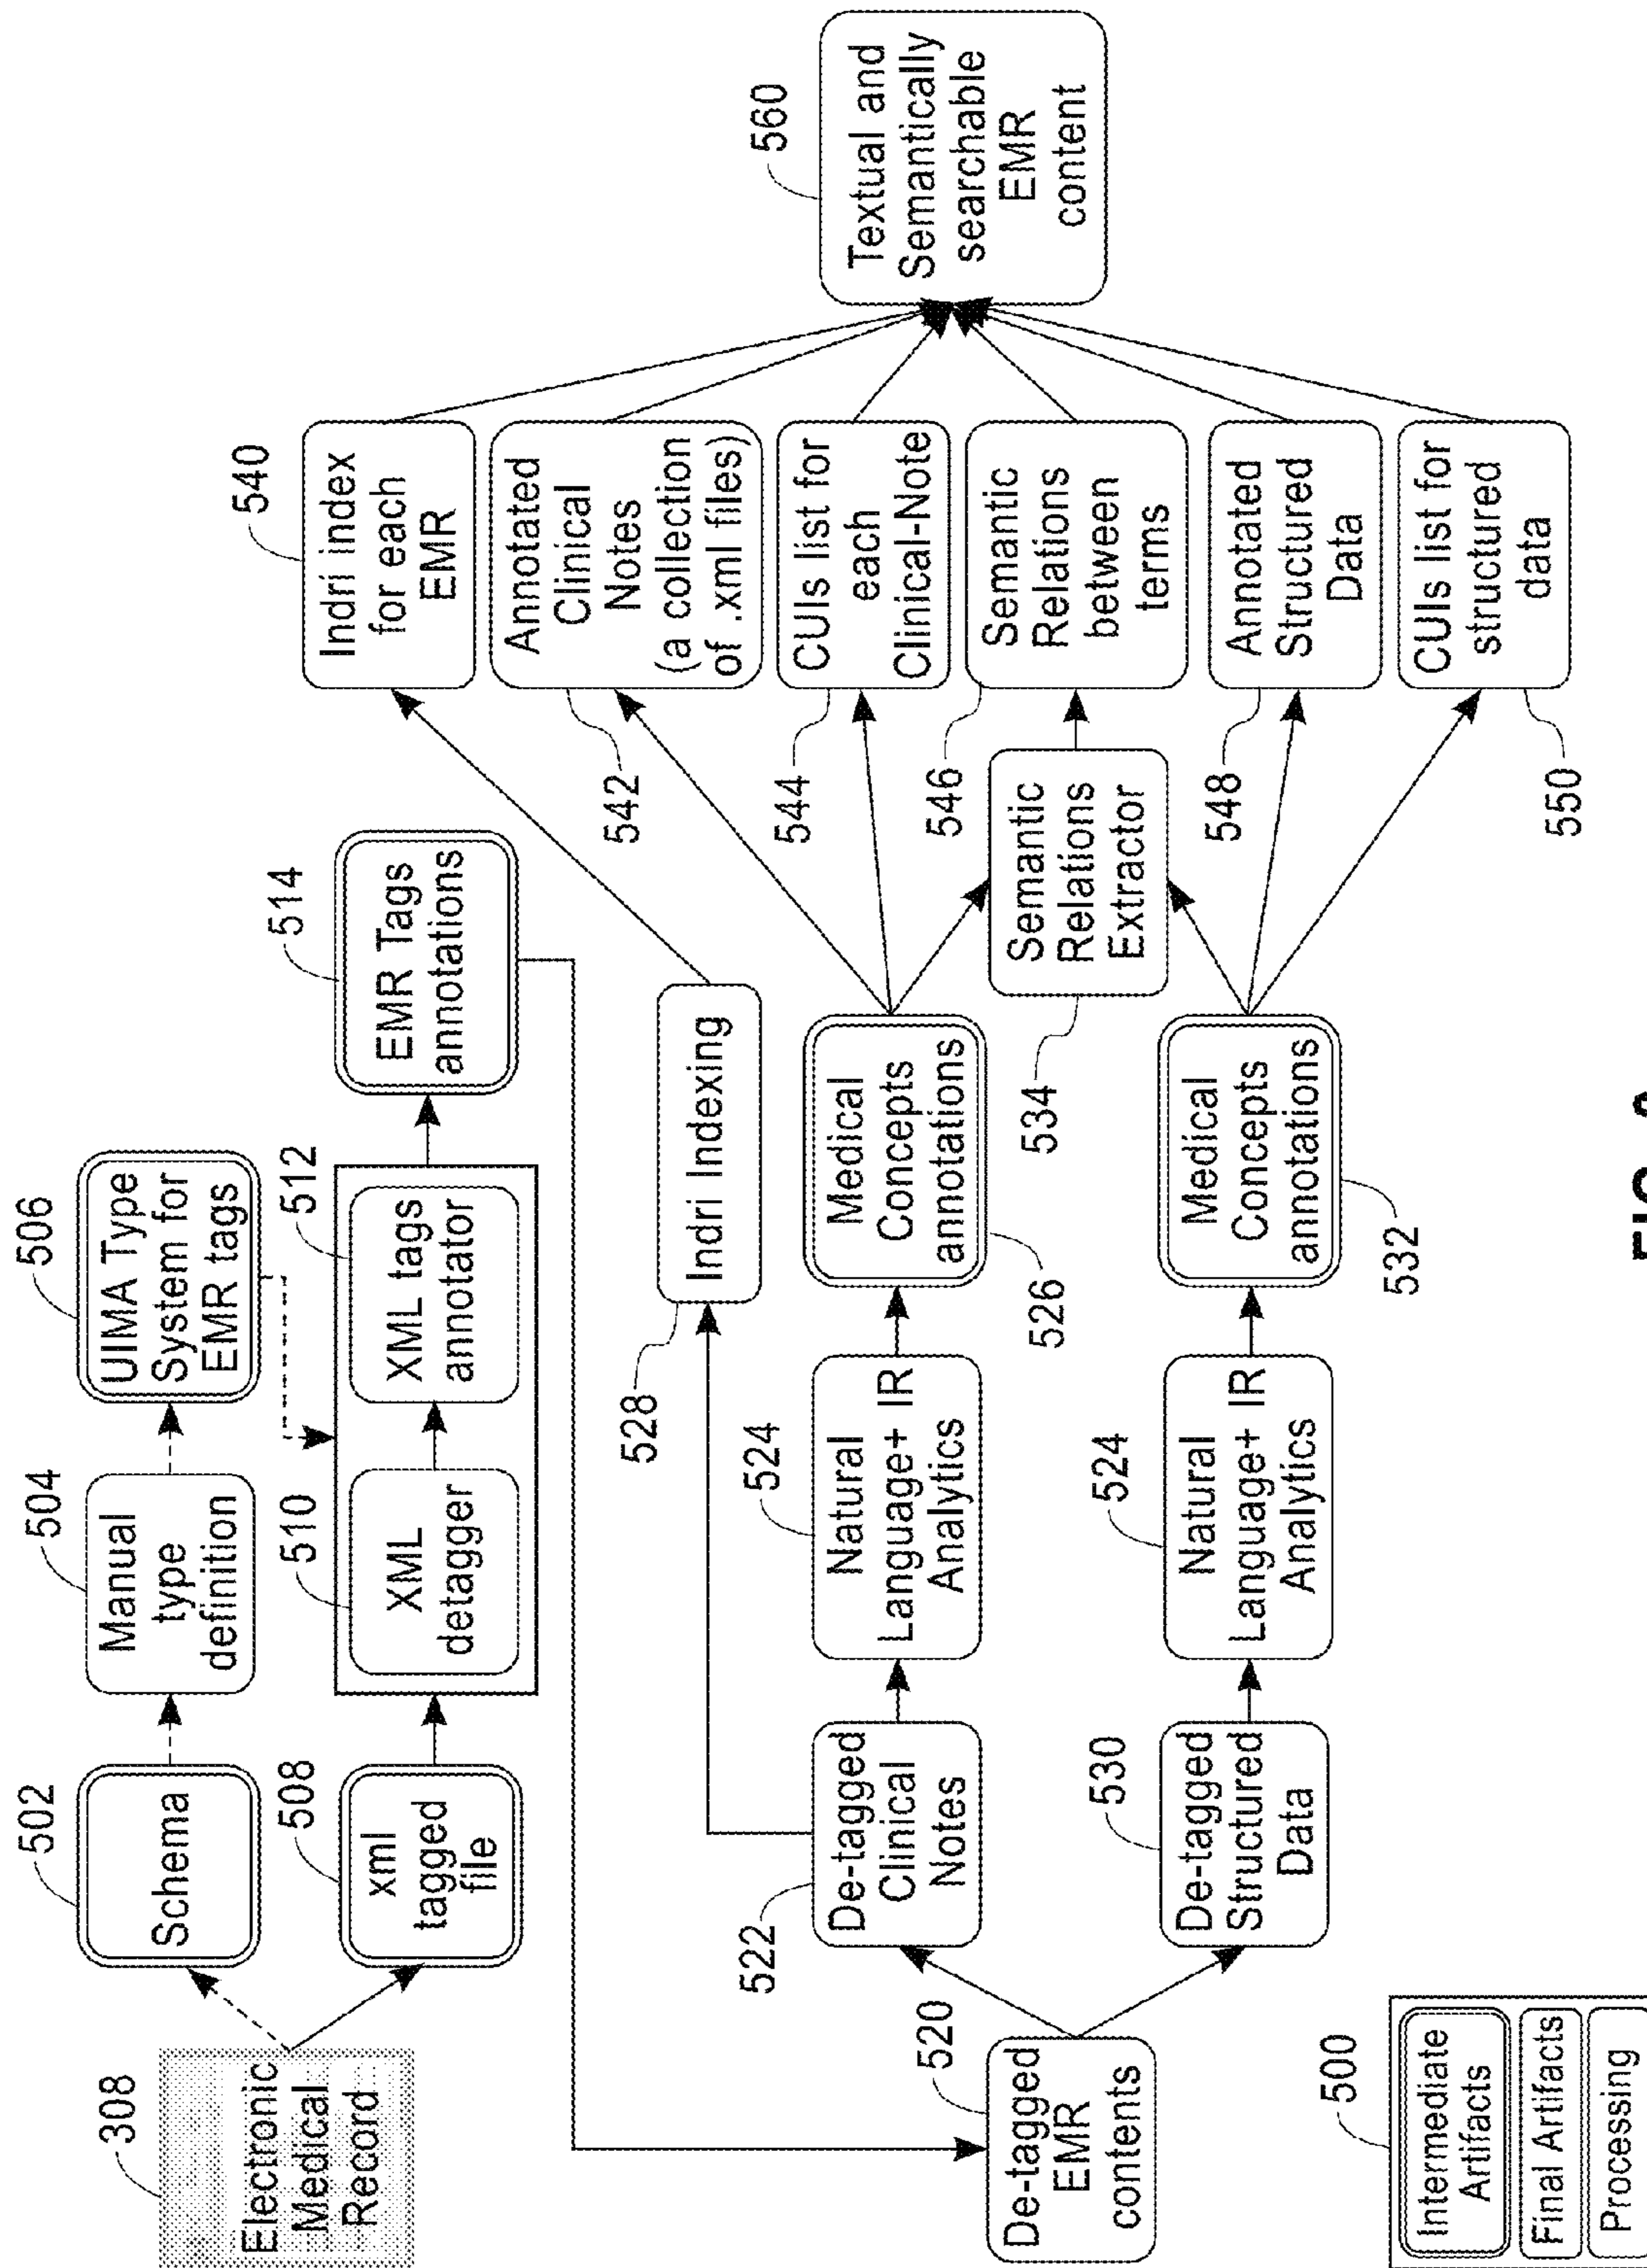 308
Electronic
Medical
Record
502
Schema
504
Manual
type
definition
506
UIMA Type
System for
EMR tags
508
xml
tagged
file
510
XML
detagger
512
XML tags
annotator
514
EMR Tags
annotations
520
De-tagged
EMR
contents
522
De-tagged
Clinical
Notes
528
Indri Indexing
524
Natural
Language+ IR
Analytics
526
Medical
Concepts
annotations
530
De-tagged
Structured
Data
524
Natural
Language+ IR
Analytics
532
Medical
Concepts
annotations
534
Semantic
Relations
Extractor
540
Indri index
for each
EMR
542
Annotated
Clinical
Notes
(a collection
of .xml files)
544
CUIs list for
each
Clinical-Note
546
Semantic
Relations
between
terms
548
Annotated
Structured
Data
550
CUIs list for
structured
data
560
Textual and
Semantically
searchable
EMR
content
500
Intermediate
Artifacts
Final Artifacts
Processing
FIG.